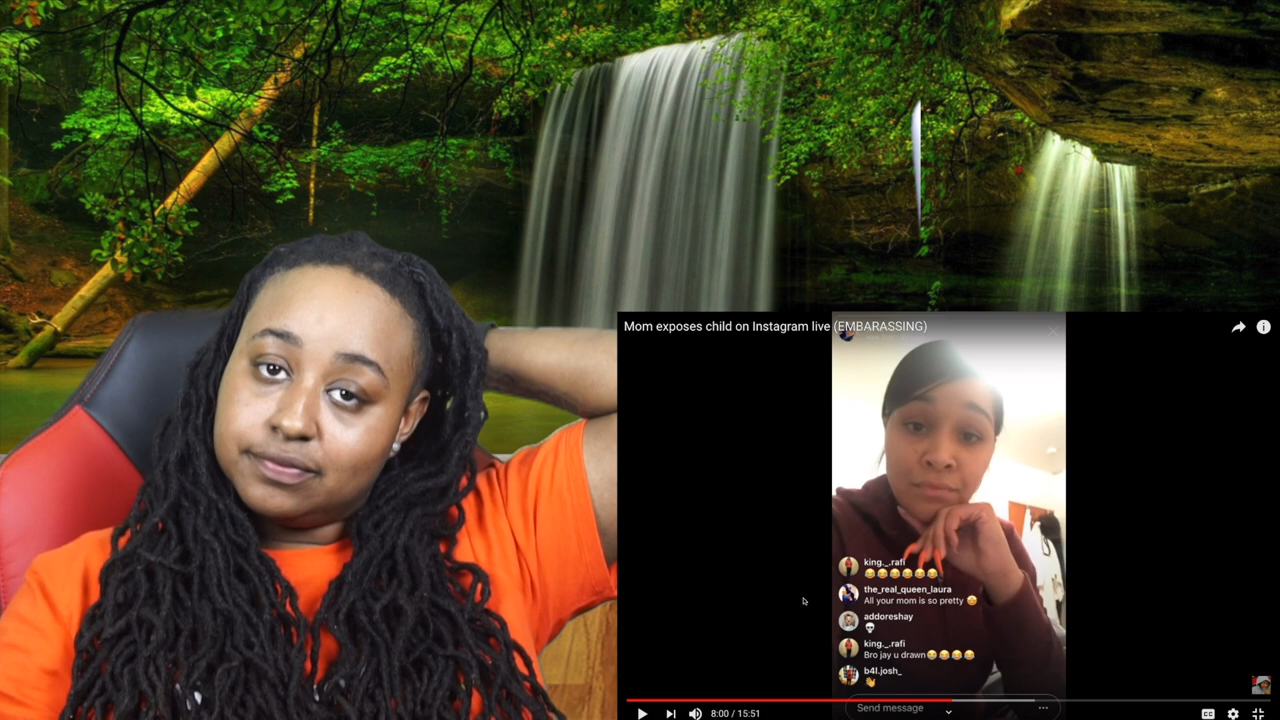 Mom exposes child on Instagram live (EMBARASSING)
king._.rafi
😂😂😂😂😂😂
the_real_queen_laura
All your mom is so pretty 🤩
addoreshay
💀
king._.rafi
Bro jay u drawn😂😂😂😂
b4l.josh_
👏
Send message
8:00 / 15:51
CC